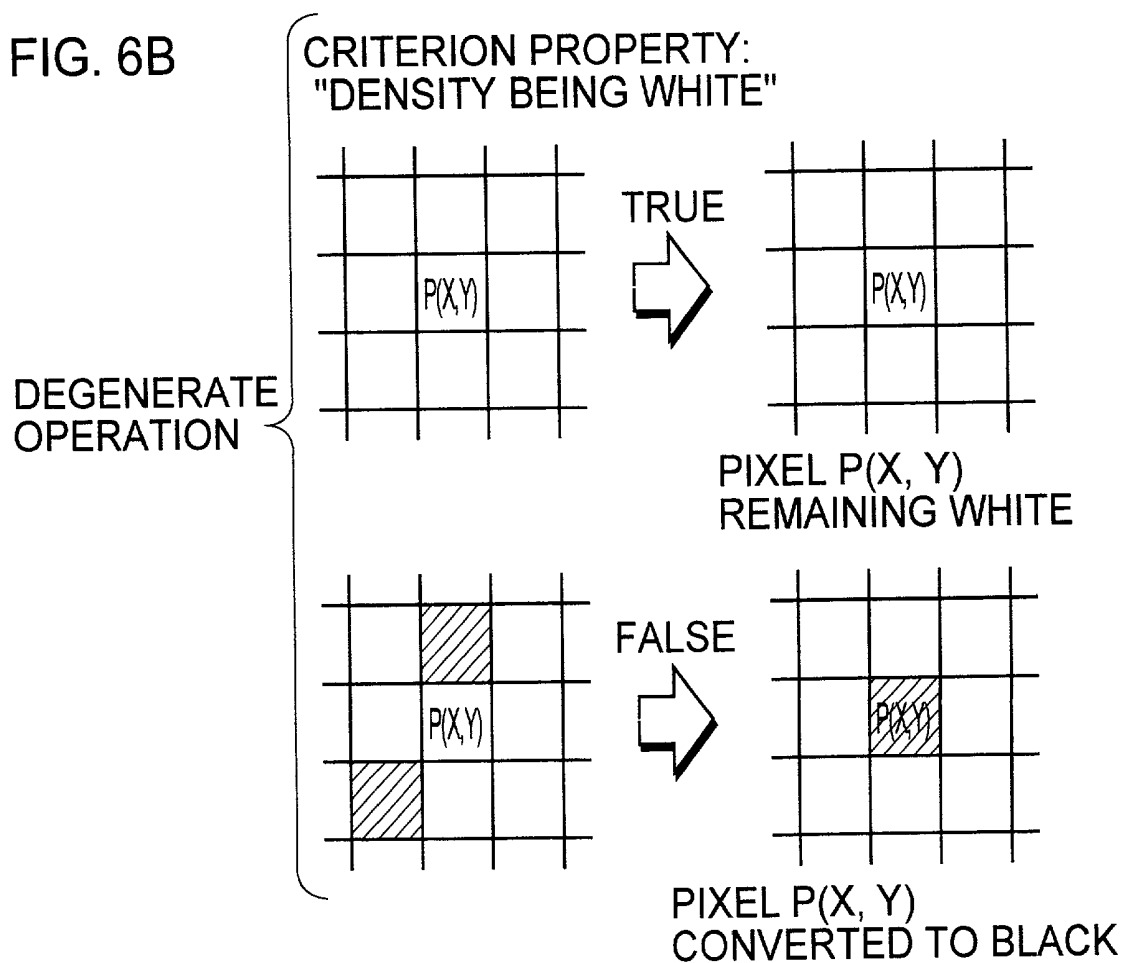 FIG. 6B
CRITERION PROPERTY:
"DENSITY BEING WHITE"
TRUE
P(X,Y)
P(X,Y)
DEGENERATE
OPERATION
PIXEL P(X, Y)
REMAINING WHITE
FALSE
P(X,Y)
P(X,Y)
PIXEL P(X, Y)
CONVERTED TO BLACK